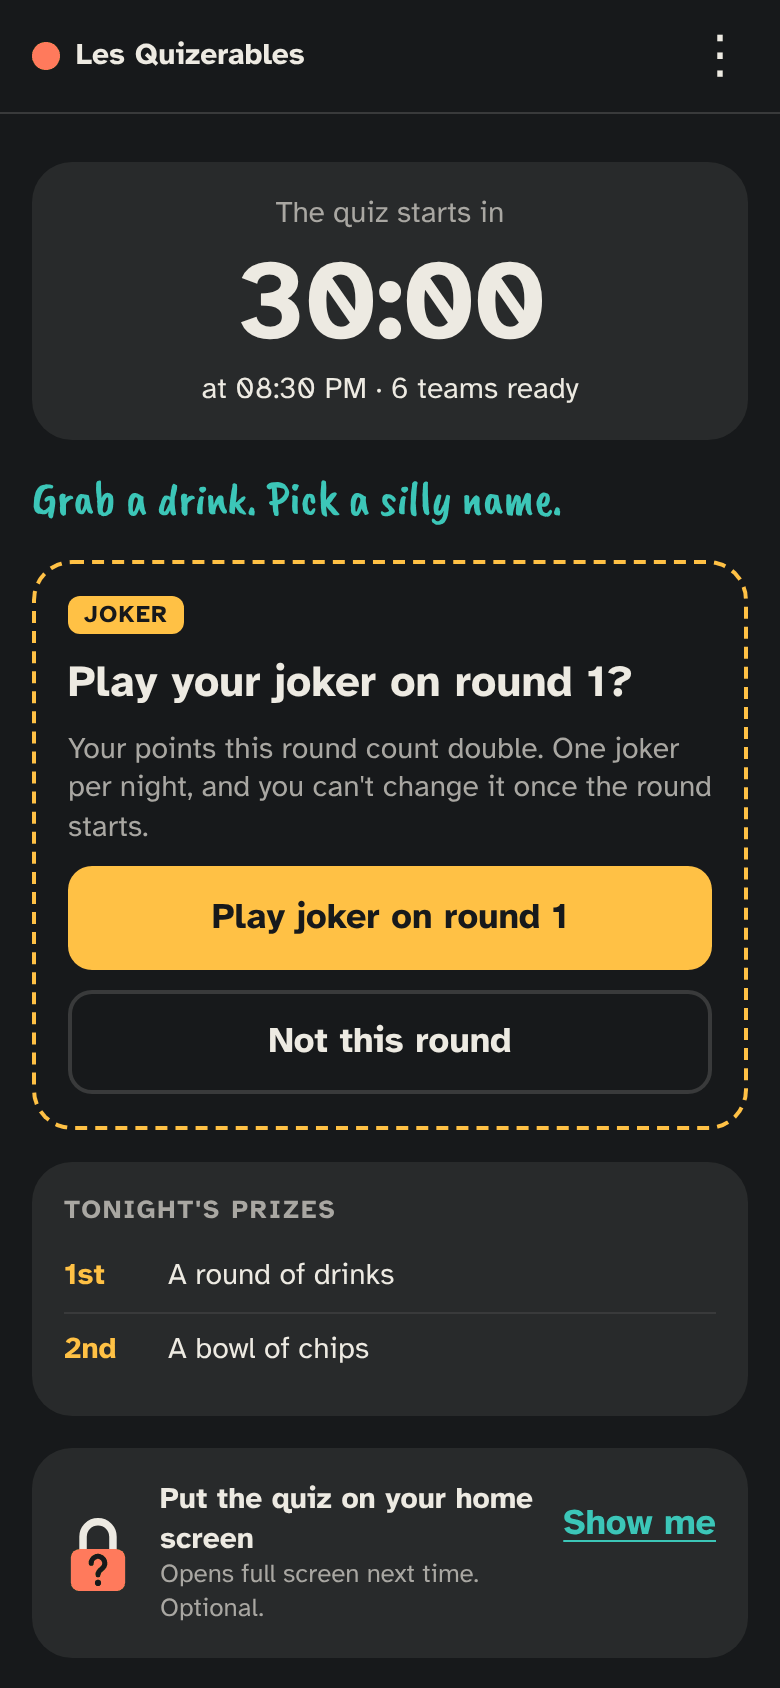 Les Quizerables
The quiz starts in
30:00
at 08:30 PM · 6 teams ready
Grab a drink. Pick a silly name.
JOKER
Play your joker on round 1?
Your points this round count double. One joker
per night, and you can't change it once the round
starts.
Play joker on round 1
Not this round
TONIGHT'S PRIZES
1st A round of drinks
2nd A bowl of chips
Put the quiz on your home
screen
Show me
Opens full screen next time.
Optional.
?